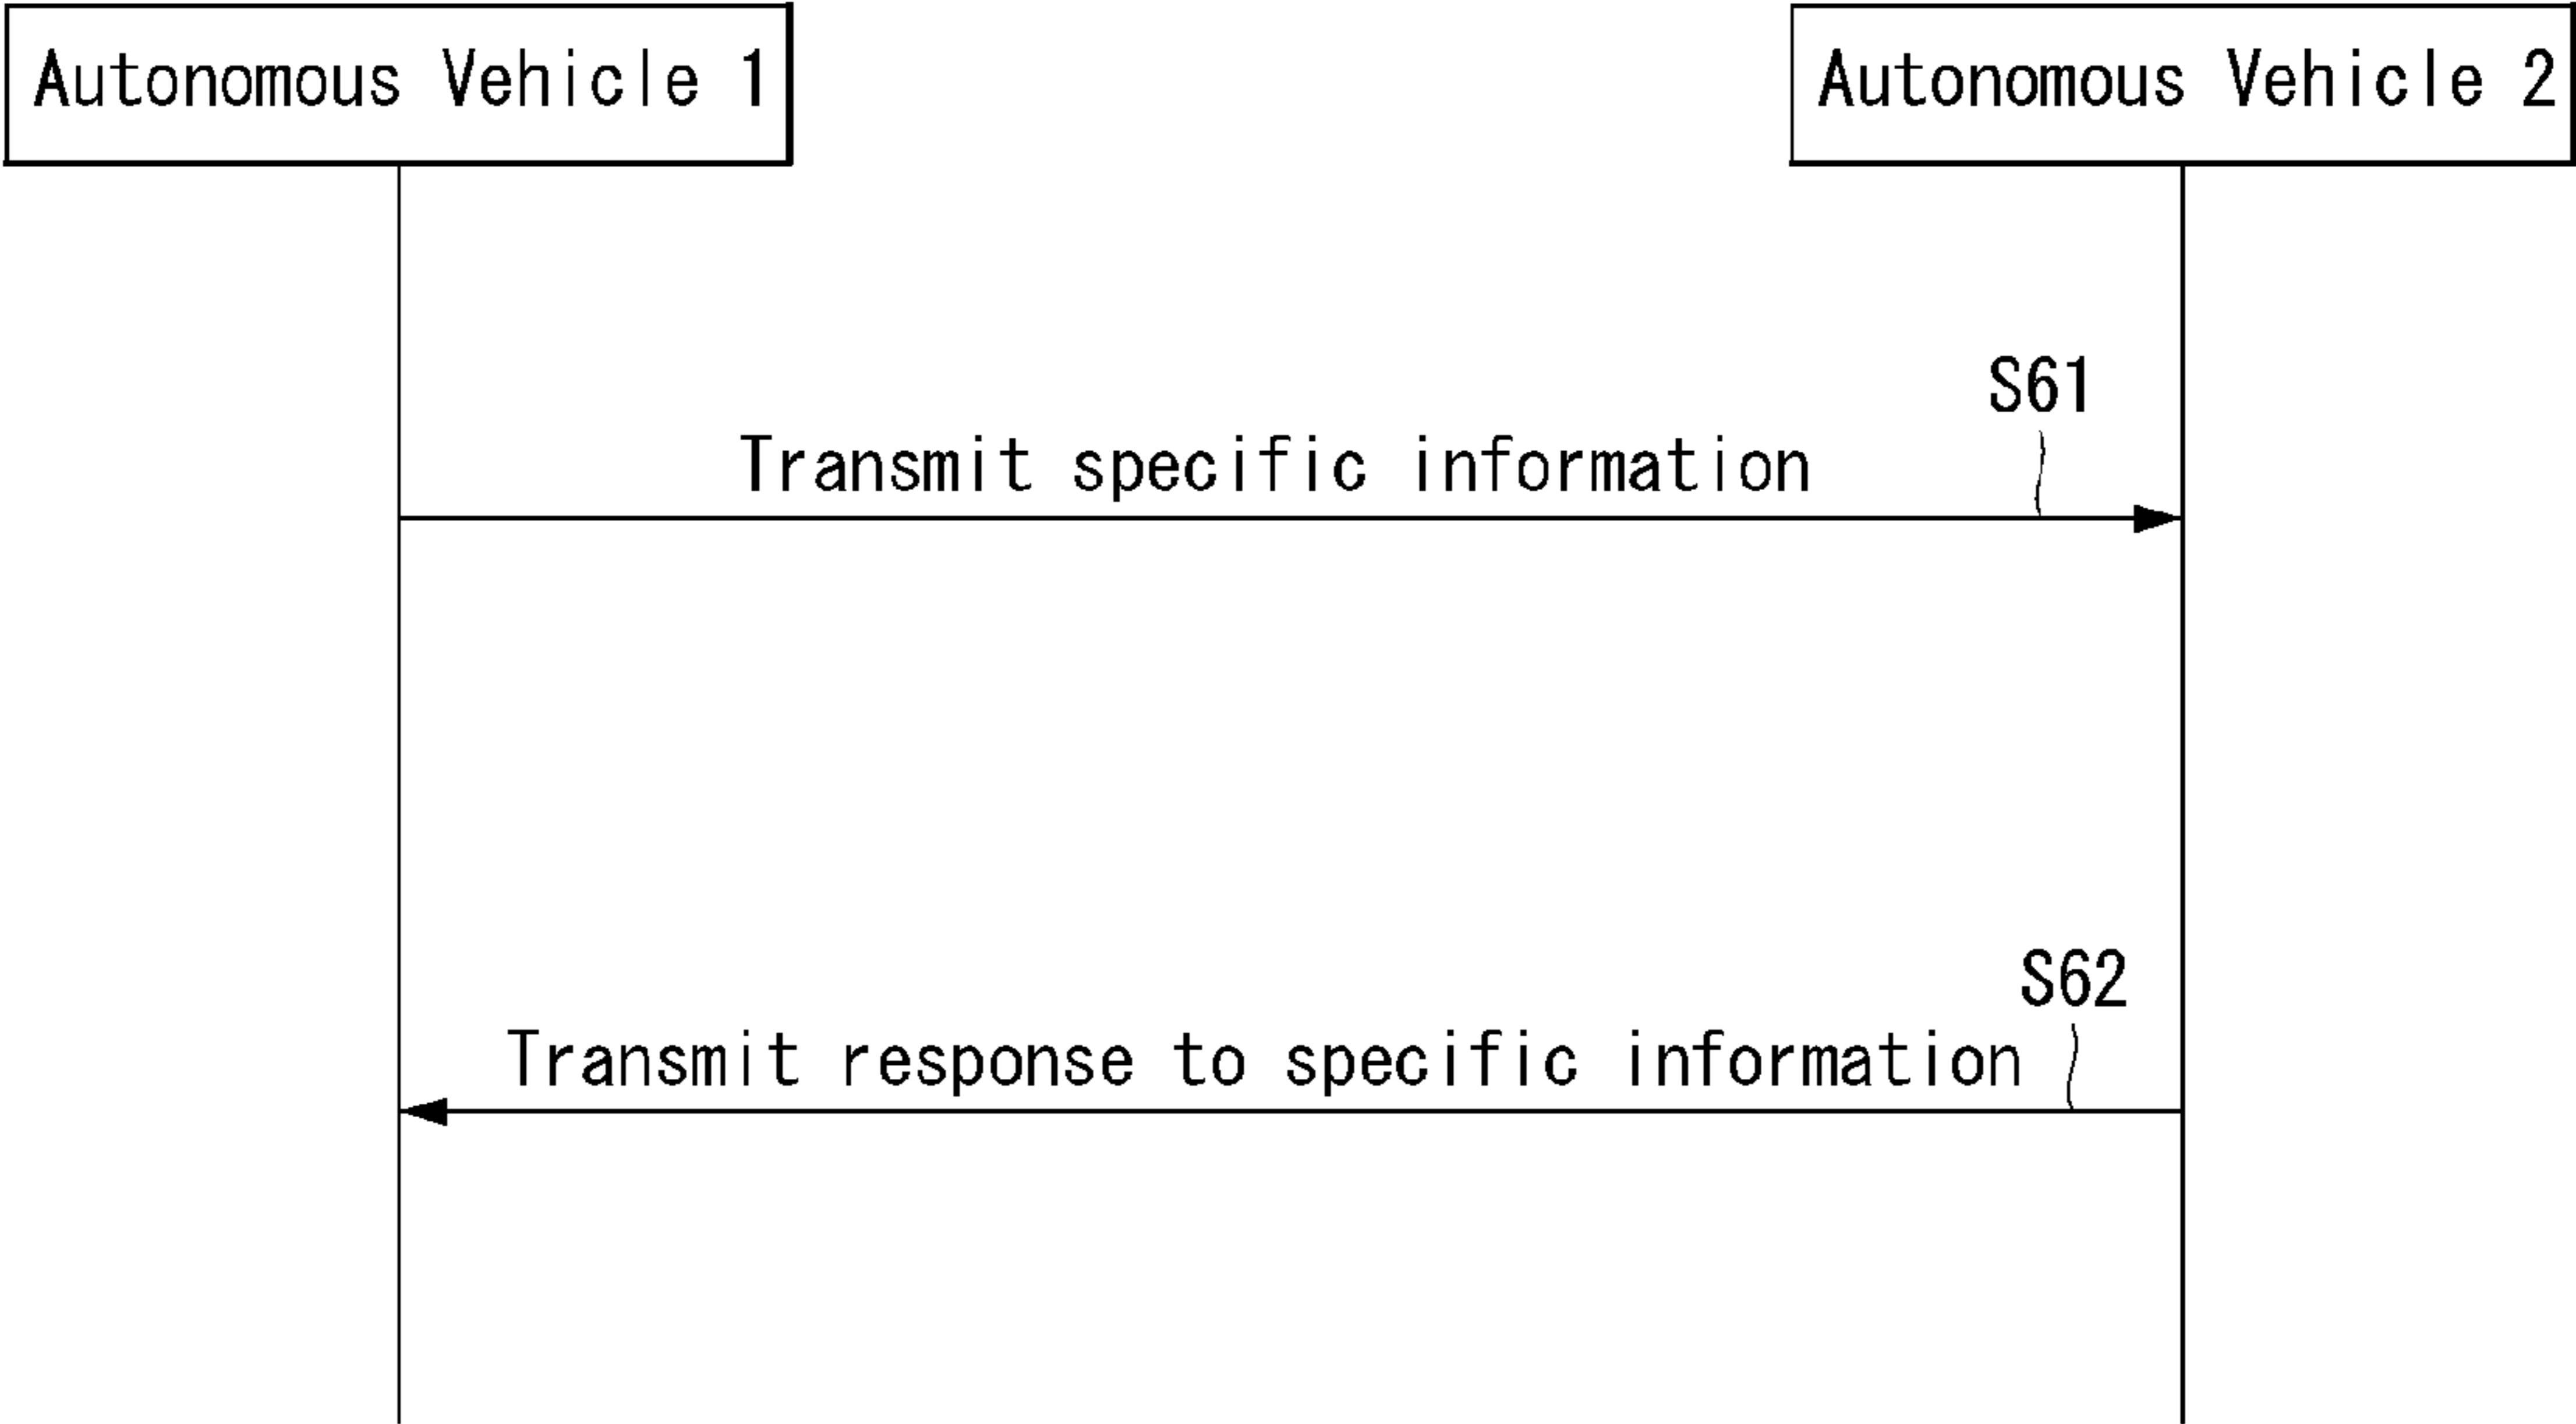 Autonomous Vehicle 1
Autonomous Vehicle 2
S61
Transmit specific information
S62
Transmit response to specific information